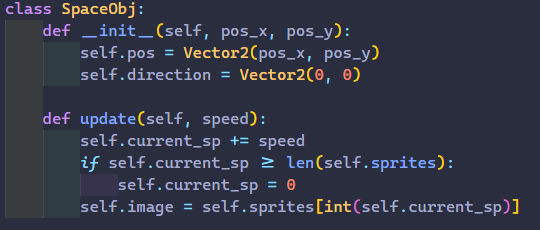 class SpaceObj:
    def __init__(self, pos_x, pos_y):
        self.pos = Vector2(pos_x, pos_y)
        self.direction = Vector2(0, 0)

    def update(self, speed):
        self.current_sp += speed
        if self.current_sp ≥ len(self.sprites):
            self.current_sp = 0
        self.image = self.sprites[int(self.current_sp)]